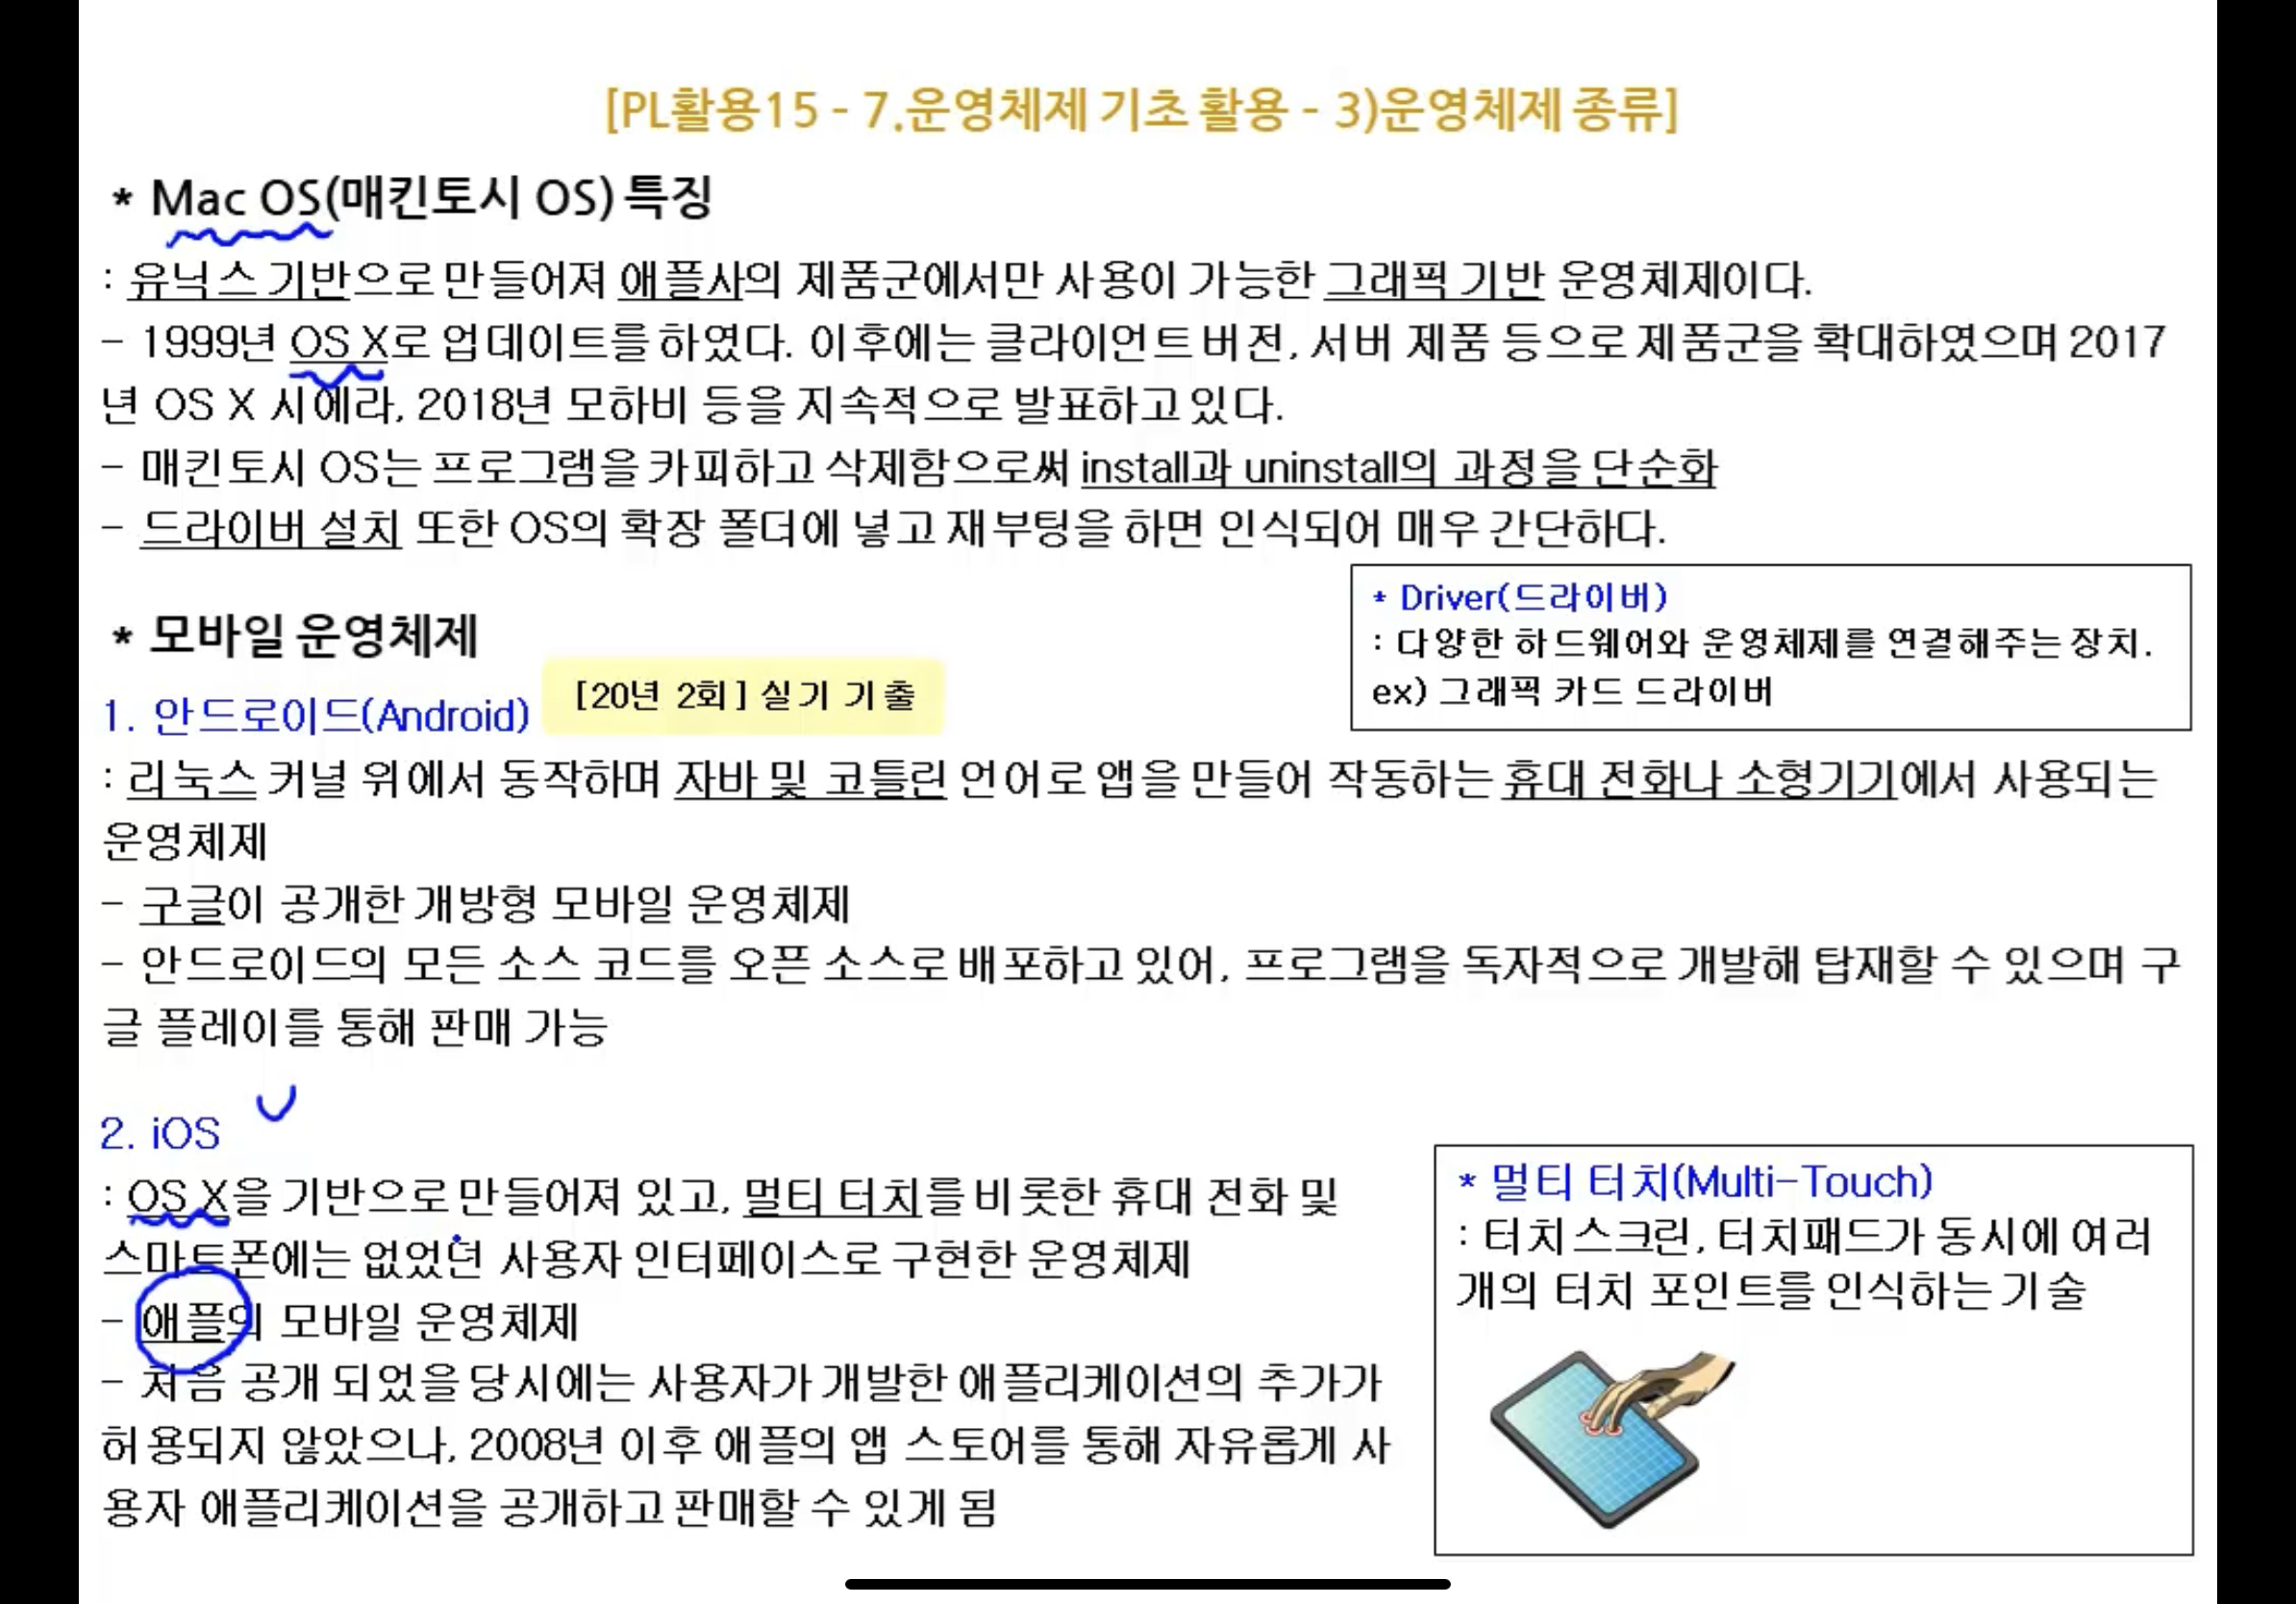 [PL활용15 - 7.운영체제 기초 활용 - 3)운영체제 종류]
* Mac OS(매킨토시 OS) 특징
: 유닉스 기반으로 만들어져 애플사의 제품군에서만 사용이 가능한 그래픽 기반 운영체제이다.
- 1999년 OS X로 업데이트를 하였다. 이후에는 클라이언트 버전, 서버 제품 등으로 제품군을 확대하였으며 2017
년 OS X 시에라, 2018년 모하비 등을 지속적으로 발표하고 있다.
- 매킨토시 OS는 프로그램을 카피하고 삭제함으로써 install과 uninstall의 과정을 단순화
- 드라이버 설치 또한 OS의 확장 폴더에 넣고 재부팅을 하면 인식되어 매우 간단하다.
* Driver(드라이버)
: 다양한 하드웨어와 운영체제를 연결해주는 장치.
ex) 그래픽 카드 드라이버
* 모바일 운영체제
1. 안드로이드(Android)
[20년 2회] 실기 기출
: 리눅스 커널 위에서 동작하며 자바 및 코틀린 언어로 앱을 만들어 작동하는 휴대 전화나 소형기기에서 사용되는
운영체제
- 구글이 공개한 개방형 모바일 운영체제
- 안드로이드의 모든 소스 코드를 오픈 소스로 배포하고 있어, 프로그램을 독자적으로 개발해 탑재할 수 있으며 구
글 플레이를 통해 판매 가능
2. iOS
: OS X을 기반으로 만들어져 있고, 멀티 터치를 비롯한 휴대 전화 및
스마트폰에는 없었던 사용자 인터페이스로 구현한 운영체제
- 애플의 모바일 운영체제
- 처음 공개 되었을 당시에는 사용자가 개발한 애플리케이션의 추가가
허용되지 않았으나, 2008년 이후 애플의 앱 스토어를 통해 자유롭게 사
용자 애플리케이션을 공개하고 판매할 수 있게 됨
* 멀티 터치(Multi-Touch)
: 터치스크린, 터치패드가 동시에 여러
개의 터치 포인트를 인식하는 기술